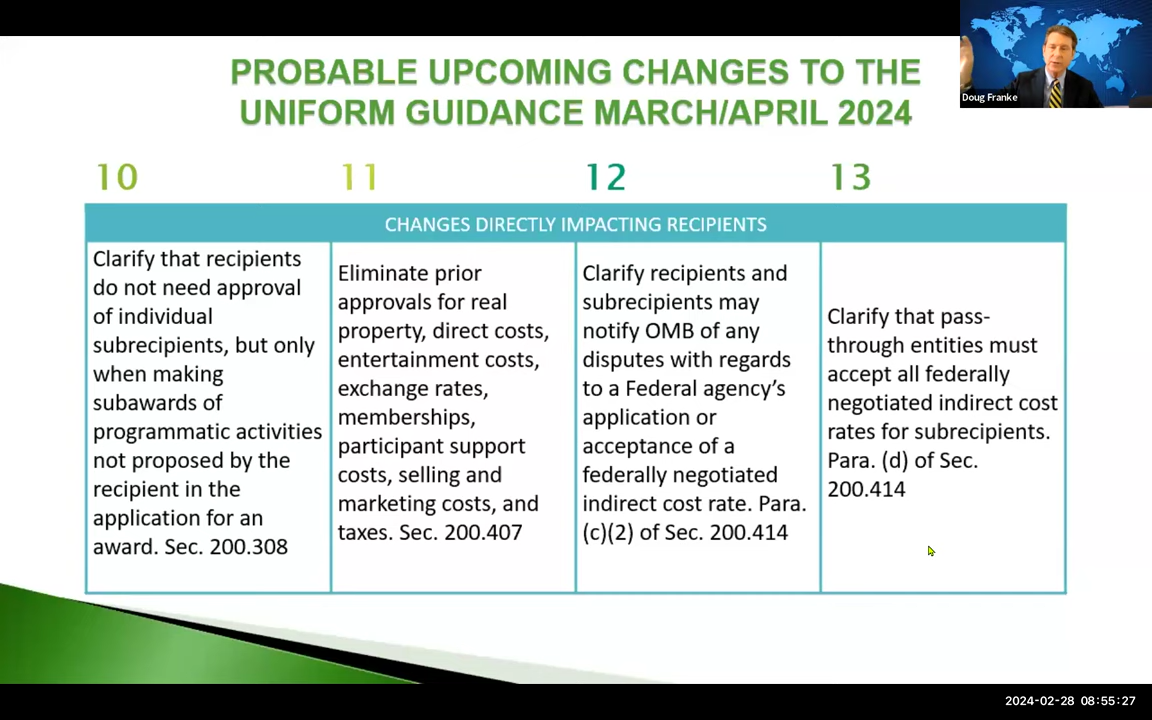 PROBABLE UPCOMING CHANGES TO THE
UNIFORM GUIDANCE MARCH/APRIL 2024
Doug Franke
10
11
12
13
CHANGES DIRECTLY IMPACTING RECIPIENTS
Clarify that recipients
do not need approval
of individual
subrecipients, but only
when making
subawards of
programmatic activities
not proposed by the
recipient in the
application for an
award. Sec. 200.308
Eliminate prior
approvals for real
property, direct costs,
entertainment costs,
exchange rates,
memberships,
participant support
costs, selling and
marketing costs, and
taxes. Sec. 200.407
Clarify recipients and
subrecipients may
notify OMB of any
disputes with regards
to a Federal agency’s
application or
acceptance of a
federally negotiated
indirect cost rate. Para.
(c)(2) of Sec. 200.414
Clarify that pass-
through entities must
accept all federally
negotiated indirect cost
rates for subrecipients.
Para. (d) of Sec.
200.414
2024-02-28 08:55:27